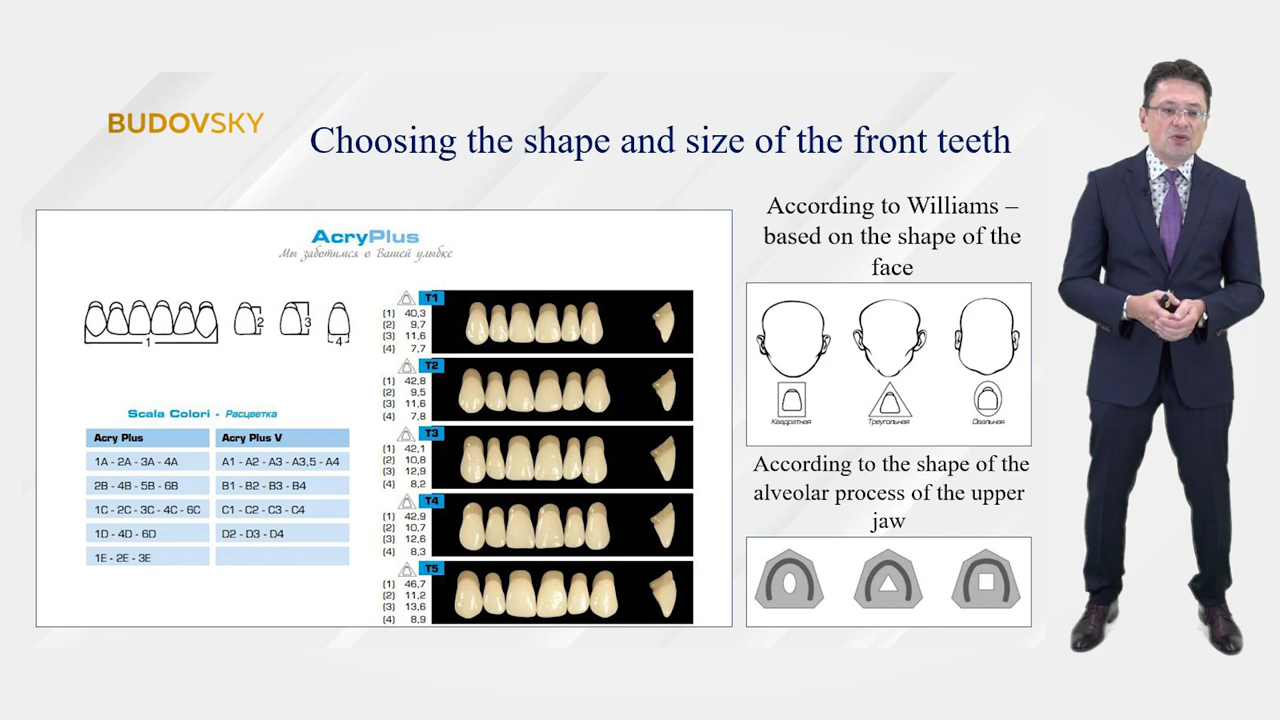 BUDOVSKY
Choosing the shape and size of the front teeth
AcryPlus
Мы заботимся о Вашей улыбке
1
2
3
4
Scala Colori - Расцветка
Acry Plus
Acry Plus V
1A - 2A - 3A - 4A
A1 - A2 - A3 - A3,5 - A4
2B - 4B - 5B - 6B
B1 - B2 - B3 - B4
1C - 2C - 3C - 4C - 6C
C1 - C2 - C3 - C4
1D - 4D - 6D
D2 - D3 - D4
1E - 2E - 3E
T1
(1) 40,3
(2) 9,7
(3) 11,6
(4) 7,7
T2
(1) 42,8
(2) 9,5
(3) 11,6
(4) 7,8
T3
(1) 42,1
(2) 10,8
(3) 12,9
(4) 8,2
T4
(1) 42,9
(2) 10,7
(3) 12,6
(4) 8,3
T5
(1) 46,7
(2) 11,2
(3) 13,6
(4) 8,9
According to Williams –
based on the shape of the
face
Квадратная
Треугольная
Овальная
According to the shape of the
alveolar process of the upper
jaw